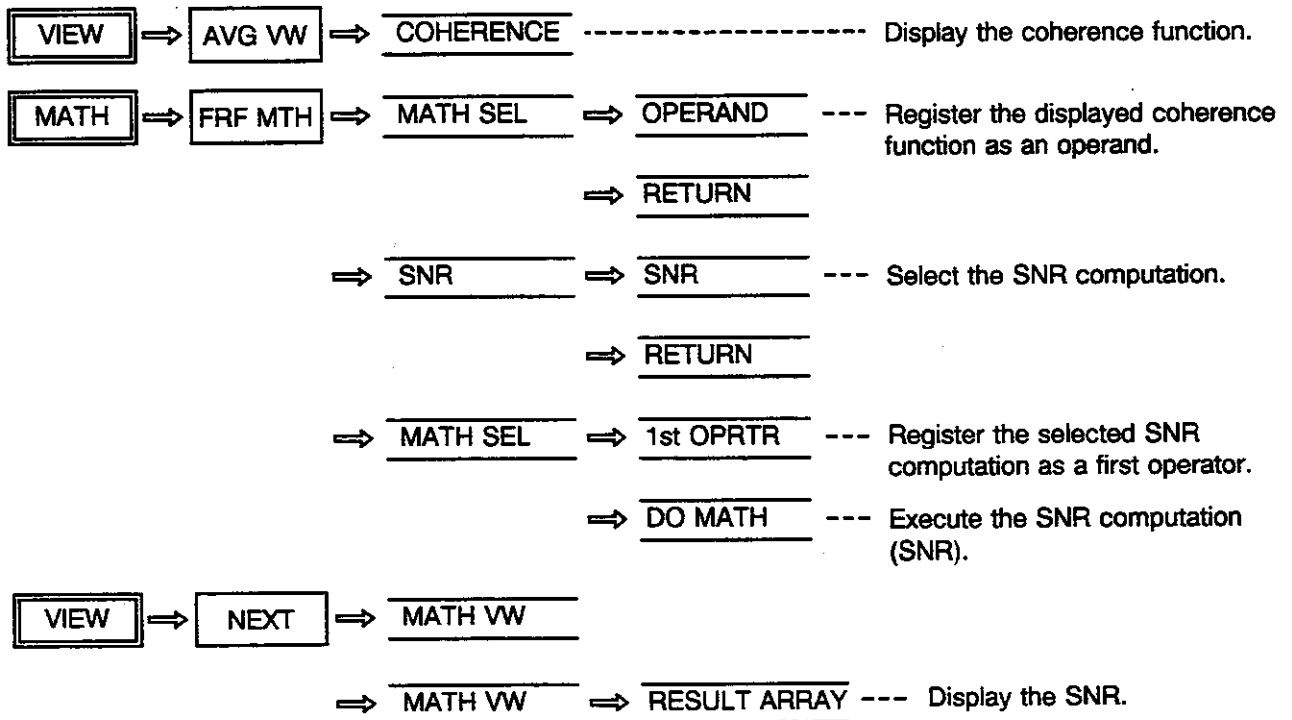 VIEW ⇒ AVG VW ⇒ COHERENCE ------------------- Display the coherence function.
MATH ⇒ FRF MTH ⇒ MATH SEL ⇒ OPERAND --- Register the displayed coherence
function as an operand.
⇒ RETURN
⇒ SNR ⇒ SNR --- Select the SNR computation.
⇒ RETURN
⇒ MATH SEL ⇒ 1st OPRTR --- Register the selected SNR
computation as a first operator.
⇒ DO MATH --- Execute the SNR computation
(SNR).
VIEW ⇒ NEXT ⇒ MATH VW
⇒ MATH VW ⇒ RESULT ARRAY --- Display the SNR.